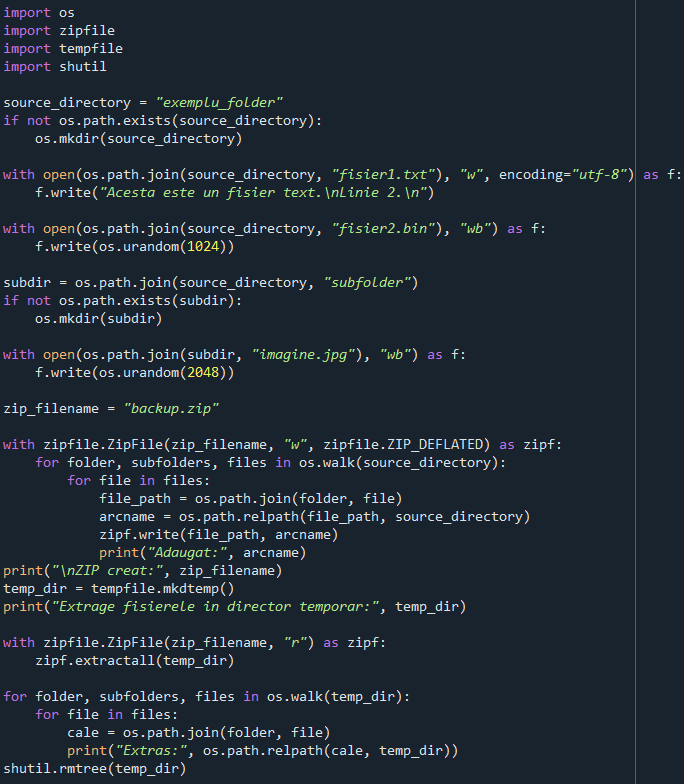 import os
import zipfile
import tempfile
import shutil

source_directory = "exemplu_folder"
if not os.path.exists(source_directory):
    os.mkdir(source_directory)

with open(os.path.join(source_directory, "fisier1.txt"), "w", encoding="utf-8") as f:
    f.write("Acesta este un fisier text.\nLinie 2.\n")

with open(os.path.join(source_directory, "fisier2.bin"), "wb") as f:
    f.write(os.urandom(1024))

subdir = os.path.join(source_directory, "subfolder")
if not os.path.exists(subdir):
    os.mkdir(subdir)

with open(os.path.join(subdir, "imagine.jpg"), "wb") as f:
    f.write(os.urandom(2048))

zip_filename = "backup.zip"

with zipfile.ZipFile(zip_filename, "w", zipfile.ZIP_DEFLATED) as zipf:
    for folder, subfolders, files in os.walk(source_directory):
        for file in files:
            file_path = os.path.join(folder, file)
            arcname = os.path.relpath(file_path, source_directory)
            zipf.write(file_path, arcname)
            print("Adaugat:", arcname)
print("\nZIP creat:", zip_filename)
temp_dir = tempfile.mkdtemp()
print("Extrage fisierele in director temporar:", temp_dir)

with zipfile.ZipFile(zip_filename, "r") as zipf:
    zipf.extractall(temp_dir)

for folder, subfolders, files in os.walk(temp_dir):
    for file in files:
        cale = os.path.join(folder, file)
        print("Extras:", os.path.relpath(cale, temp_dir))
shutil.rmtree(temp_dir)